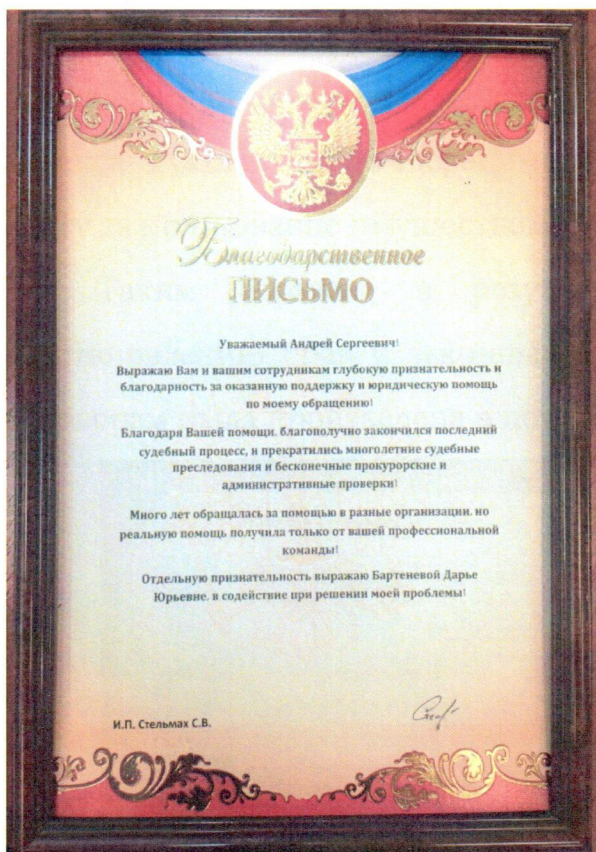 Благодарственное
ПИСЬМО
Уважаемый Андрей Сергеевич!
Выражаю Вам и вашим сотрудникам глубокую признательность и
благодарность за оказанную поддержку и юридическую помощь
по моему обращению!
Благодаря Вашей помощи, благополучно закончился последний
судебный процесс, и прекратились многолетние судебные
преследования и бесконечные прокурорские и
административные проверки!
Много лет обращалась за помощью в разные организации, но
реальную помощь получила только от вашей профессиональной
команды!
Отдельную признательность выражаю Бартеневой Дарье
Юрьевне, в содействие при решении моей проблемы!
И.П. Стельмах С.В.